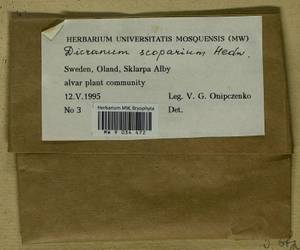 HERBARIUM UNIVERSITATIS MOSQUENSIS (MW)
Dicranum scoparium Hedw.
Sweden, Oland, Sklarpa Alby
alvar plant community
12.V.1995 Leg. V. G. Onipczenko
No 3 Det.
Herbarium MW, Bryophyta
MW 9 034 472